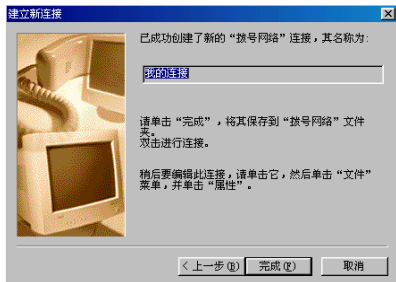 建立新连接
已成功创建了新的“拨号网络”连接，其名称为:
我的连接
请单击“完成”，将其保存到“拨号网络”文件
夹。
双击进行连接。
稍后要编辑此连接，请单击它，然后单击“文件”
菜单，并单击“属性”。
< 上一步(B)
完成(F)
取消